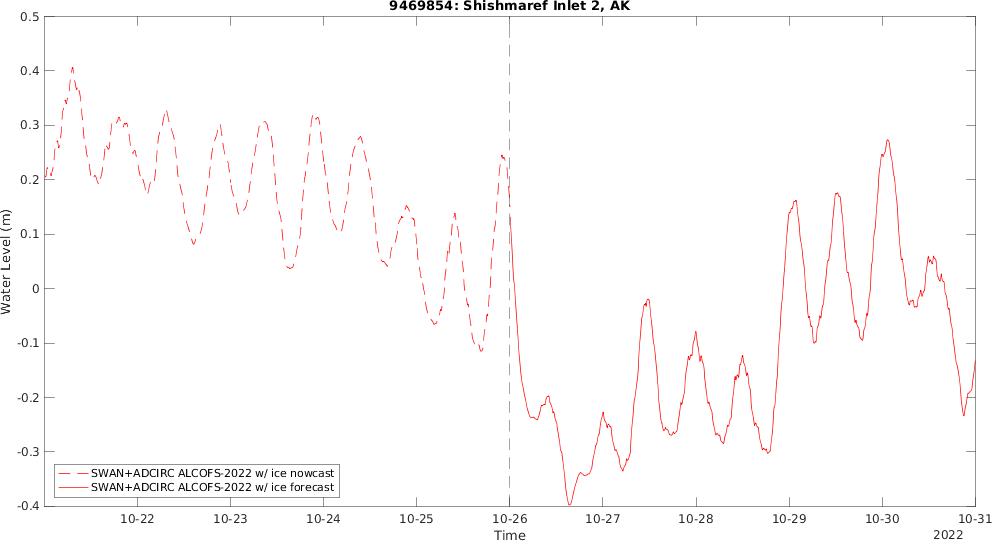 9469854: Shishmaref Inlet 2, AK
0.5
0.4
0.3
0.2
0.1
0
-0.1
-0.2
-0.3
-0.4
Water Level (m)
SWAN+ADCIRC ALCOFS-2022 w/ ice nowcast
SWAN+ADCIRC ALCOFS-2022 w/ ice forecast
10-22 10-23 10-24 10-25 10-26 10-27 10-28 10-29 10-30 10-31
Time
2022